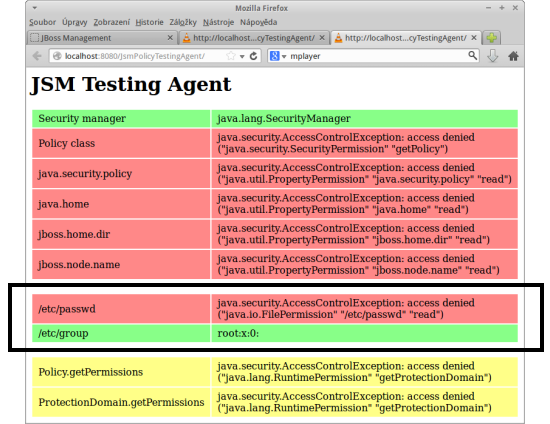 Mozilla Firefox
Soubor Úpravy Zobrazení Historie Záložky Nástroje Nápověda
JBoss Management × http://localhost...cyTestingAgent/ × http://localhost...cyTestingAgent/ ×
localhost:8080/JsmPolicyTestingAgent/ mplayer
JSM Testing Agent
Security manager java.lang.SecurityManager
Policy class java.security.AccessControlException: access denied
("java.security.SecurityPermission" "getPolicy")
java.security.policy java.security.AccessControlException: access denied
("java.util.PropertyPermission" "java.security.policy" "read")
java.home java.security.AccessControlException: access denied
("java.util.PropertyPermission" "java.home" "read")
jboss.home.dir java.security.AccessControlException: access denied
("java.util.PropertyPermission" "jboss.home.dir" "read")
jboss.node.name java.security.AccessControlException: access denied
("java.util.PropertyPermission" "jboss.node.name" "read")
/etc/passwd java.security.AccessControlException: access denied
("java.io.FilePermission" "/etc/passwd" "read")
/etc/group root:x:0:
Policy.getPermissions java.security.AccessControlException: access denied
("java.lang.RuntimePermission" "getProtectionDomain")
ProtectionDomain.getPermissions java.security.AccessControlException: access denied
("java.lang.RuntimePermission" "getProtectionDomain")